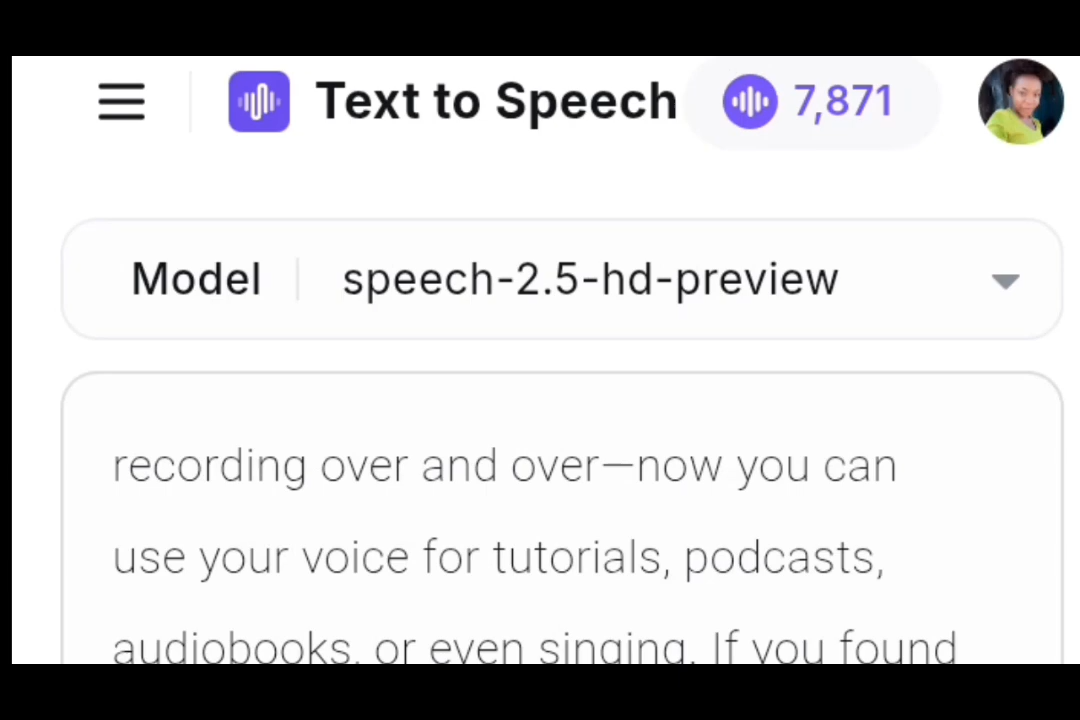 Text to Speech 7,871
Model speech-2.5-hd-preview
recording over and over—now you can
use your voice for tutorials, podcasts,
audiobooks, or even singing. If you found